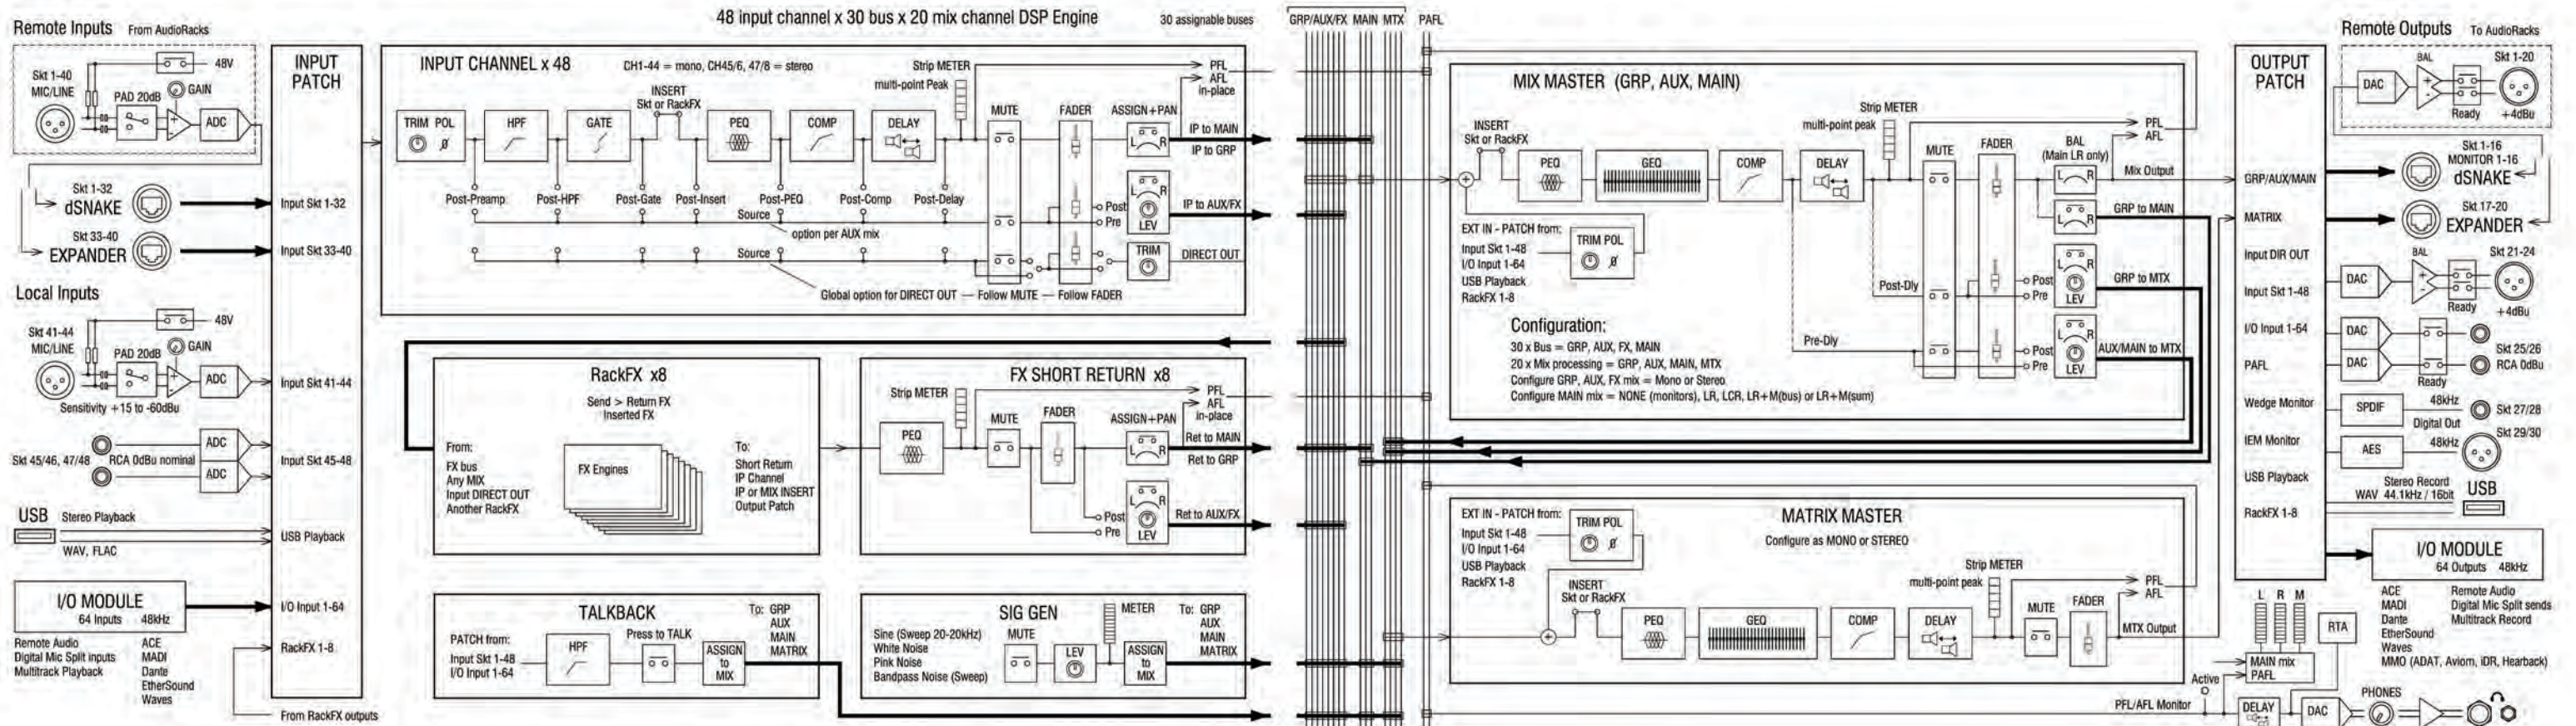 48 input channel x 30 bus x 20 mix channel DSP Engine
30 assignable buses
GRP/AUX/FX MAIN MTX PAFL
Remote Inputs From AudioRacks
48V
Skt 1-40
MIC/LINE
PAD 20dB
GAIN
ADC
Skt 1-32
dSNAKE
Skt 33-40
EXPANDER
Local Inputs
48V
Skt 41-44
MIC/LINE
PAD 20dB
GAIN
ADC
Sensitivity +15 to -60dBu
Skt 45/46, 47/48
RCA 0dBu nominal
ADC
ADC
USB Stereo Playback
WAV, FLAC
I/O MODULE
64 Inputs 48kHz
Remote Audio
Digital Mic Split inputs
Multitrack Playback
ACE
MADI
Dante
EtherSound
Waves
INPUT
PATCH
Input Skt 1-32
Input Skt 33-40
Input Skt 41-44
Input Skt 45-48
USB Playback
I/O Input 1-64
RackFX 1-8
From RackFX outputs
INPUT CHANNEL x 48
CH1-44 = mono, CH45/6, 47/8 = stereo
Strip METER
multi-point Peak
PFL
AFL
in-place
INSERT
Skt or RackFX
TRIM POL
HPF
GATE
PEQ
COMP
DELAY
MUTE
FADER
ASSIGN+PAN
L R
IP to MAIN
IP to GRP
Post-Preamp
Post-HPF
Post-Gate
Post-Insert
Post-PEQ
Post-Comp
Post-Delay
Source
option per AUX mix
Post
Pre
L R
LEV
IP to AUX/FX
Source
TRIM
DIRECT OUT
Global option for DIRECT OUT — Follow MUTE — Follow FADER
RackFX x8
Send > Return FX
Inserted FX
From:
FX bus
Any MIX
Input DIRECT OUT
Another RackFX
FX Engines
To:
Short Return
IP Channel
IP or MIX INSERT
Output Patch
FX SHORT RETURN x8
Strip METER
PFL
AFL
in-place
PEQ
MUTE
FADER
ASSIGN+PAN
L R
Ret to MAIN
Ret to GRP
Post
Pre
L R
LEV
Ret to AUX/FX
TALKBACK
PATCH from:
Input Skt 1-48
I/O Input 1-64
HPF
Press to TALK
ASSIGN
to
MIX
To: GRP
AUX
MAIN
MATRIX
SIG GEN
Sine (Sweep 20-20kHz)
White Noise
Pink Noise
Bandpass Noise (Sweep)
MUTE
LEV
METER
ASSIGN
to
MIX
To: GRP
AUX
MAIN
MATRIX
MIX MASTER (GRP, AUX, MAIN)
Strip METER
multi-point peak
PFL
AFL
INSERT
Skt or RackFX
PEQ
GEQ
COMP
DELAY
MUTE
FADER
BAL
(Main LR only)
L R
Mix Output
L R
GRP to MAIN
EXT IN - PATCH from:
Input Skt 1-48
I/O Input 1-64
USB Playback
RackFX 1-8
TRIM POL
Post-Dly
Post
Pre
L R
LEV
GRP to MTX
Pre-Dly
Post
Pre
L R
LEV
AUX/MAIN to MTX
Configuration:
30 x Bus = GRP, AUX, FX, MAIN
20 x Mix processing = GRP, AUX, MAIN, MTX
Configure GRP, AUX, FX mix = Mono or Stereo
Configure MAIN mix = NONE (monitors), LR, LCR, LR+M(bus) or LR+M(sum)
MATRIX MASTER
Configure as MONO or STEREO
EXT IN - PATCH from:
Input Skt 1-48
I/O Input 1-64
USB Playback
RackFX 1-8
TRIM POL
INSERT
Skt or RackFX
PEQ
GEQ
COMP
DELAY
Strip METER
multi-point peak
MUTE
FADER
PFL
AFL
MTX Output
OUTPUT
PATCH
GRP/AUX/MAIN
MATRIX
Input DIR OUT
Input Skt 1-48
I/O Input 1-64
PAFL
Wedge Monitor
IEM Monitor
USB Playback
RackFX 1-8
Remote Outputs To AudioRacks
DAC
BAL
Ready
Skt 1-20
+4dBu
Skt 1-16
MONITOR 1-16
dSNAKE
Skt 17-20
EXPANDER
DAC
BAL
Ready
Skt 21-24
+4dBu
DAC
DAC
Ready
Skt 25/26
RCA 0dBu
SPDIF
48kHz
Digital Out
Skt 27/28
AES
48kHz
Skt 29/30
Stereo Record
WAV 44.1kHz / 16bit
USB
I/O MODULE
64 Outputs 48kHz
ACE
MADI
Dante
EtherSound
Waves
MMO (ADAT, Aviom, iDR, Hearback)
Remote Audio
Digital Mic Split sends
Multitrack Record
L R M
RTA
MAIN mix
PAFL
Active
PFL/AFL Monitor
DELAY
DAC
PHONES